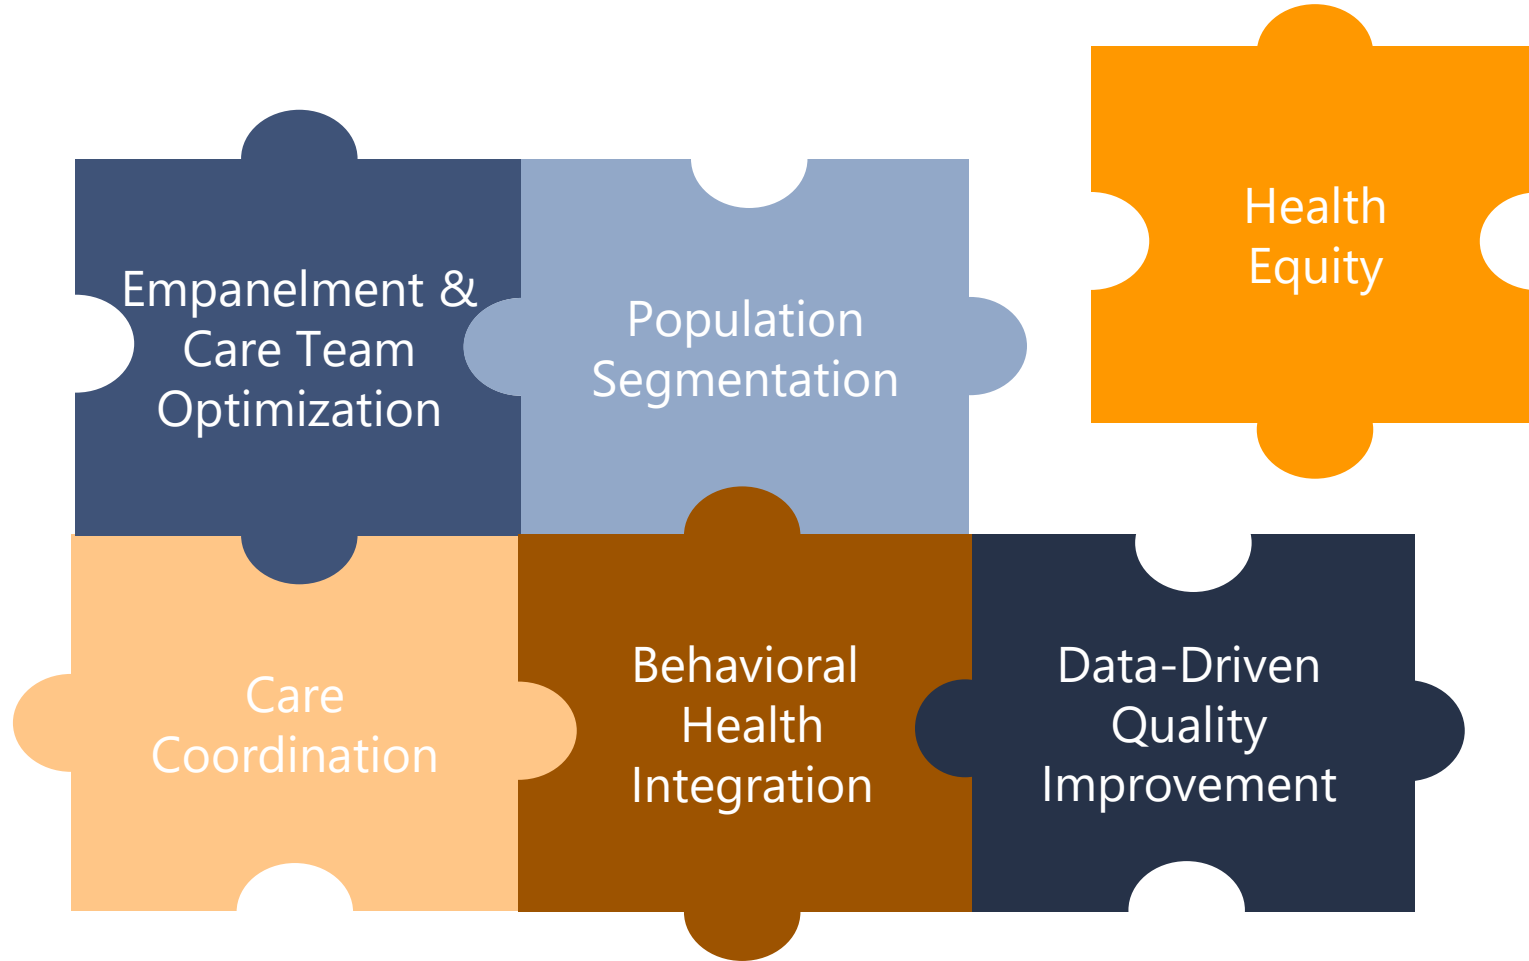 Empanelment &
Care Team
Optimization
Population
Segmentation
Health
Equity
Care
Coordination
Behavioral
Health
Integration
Data-Driven
Quality
Improvement